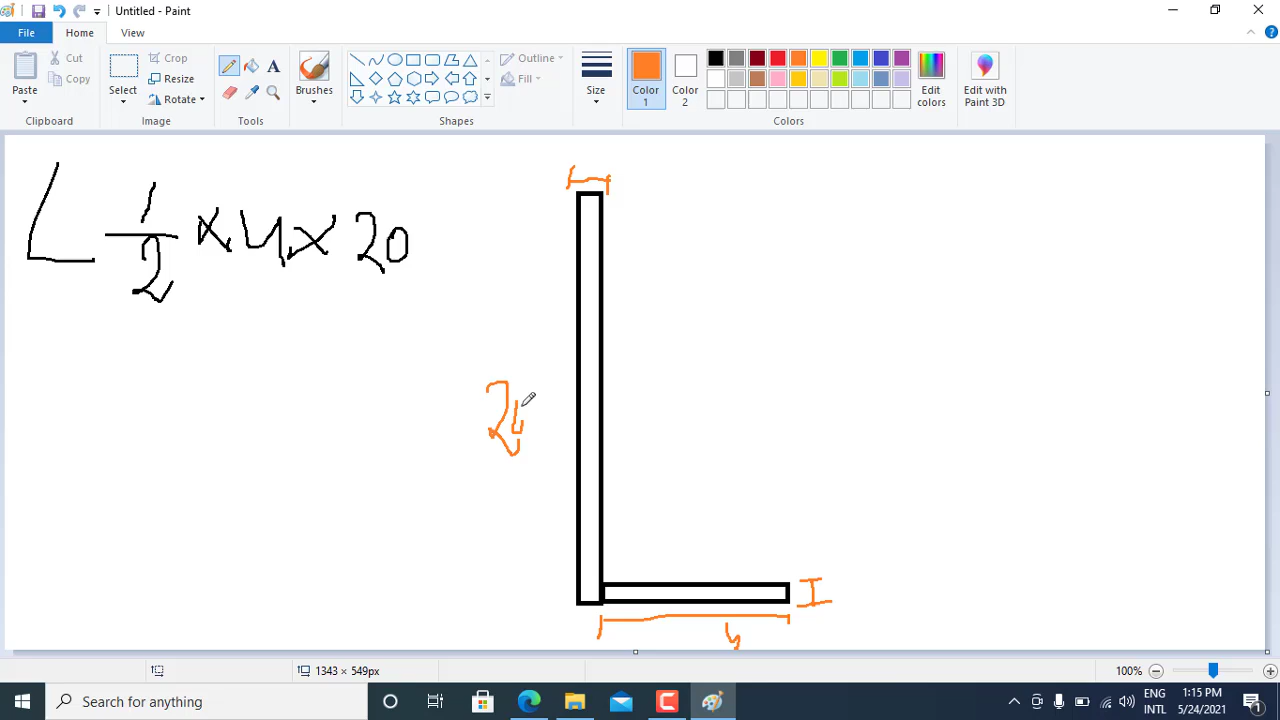 Untitled - Paint
File Home View
Paste
Cut
Copy
Clipboard
Select
Crop
Resize
Rotate
Image
Tools
Brushes
Shapes
Outline
Fill
Size
Color 1
Color 2
Colors
Edit colors
Edit with Paint 3D
L 1/2 x 4 x 20
4
1343 × 549px
100%
Search for anything
ENG
INTL
1:15 PM
5/24/2021
1